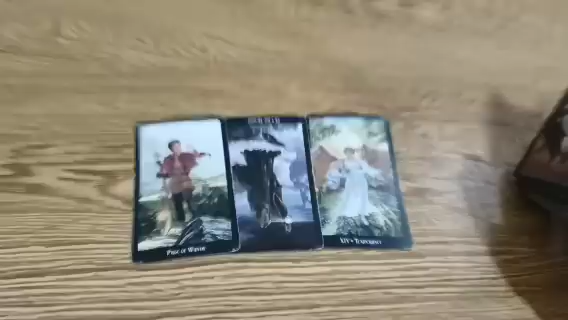 Page of Wands
XIV • Temperance